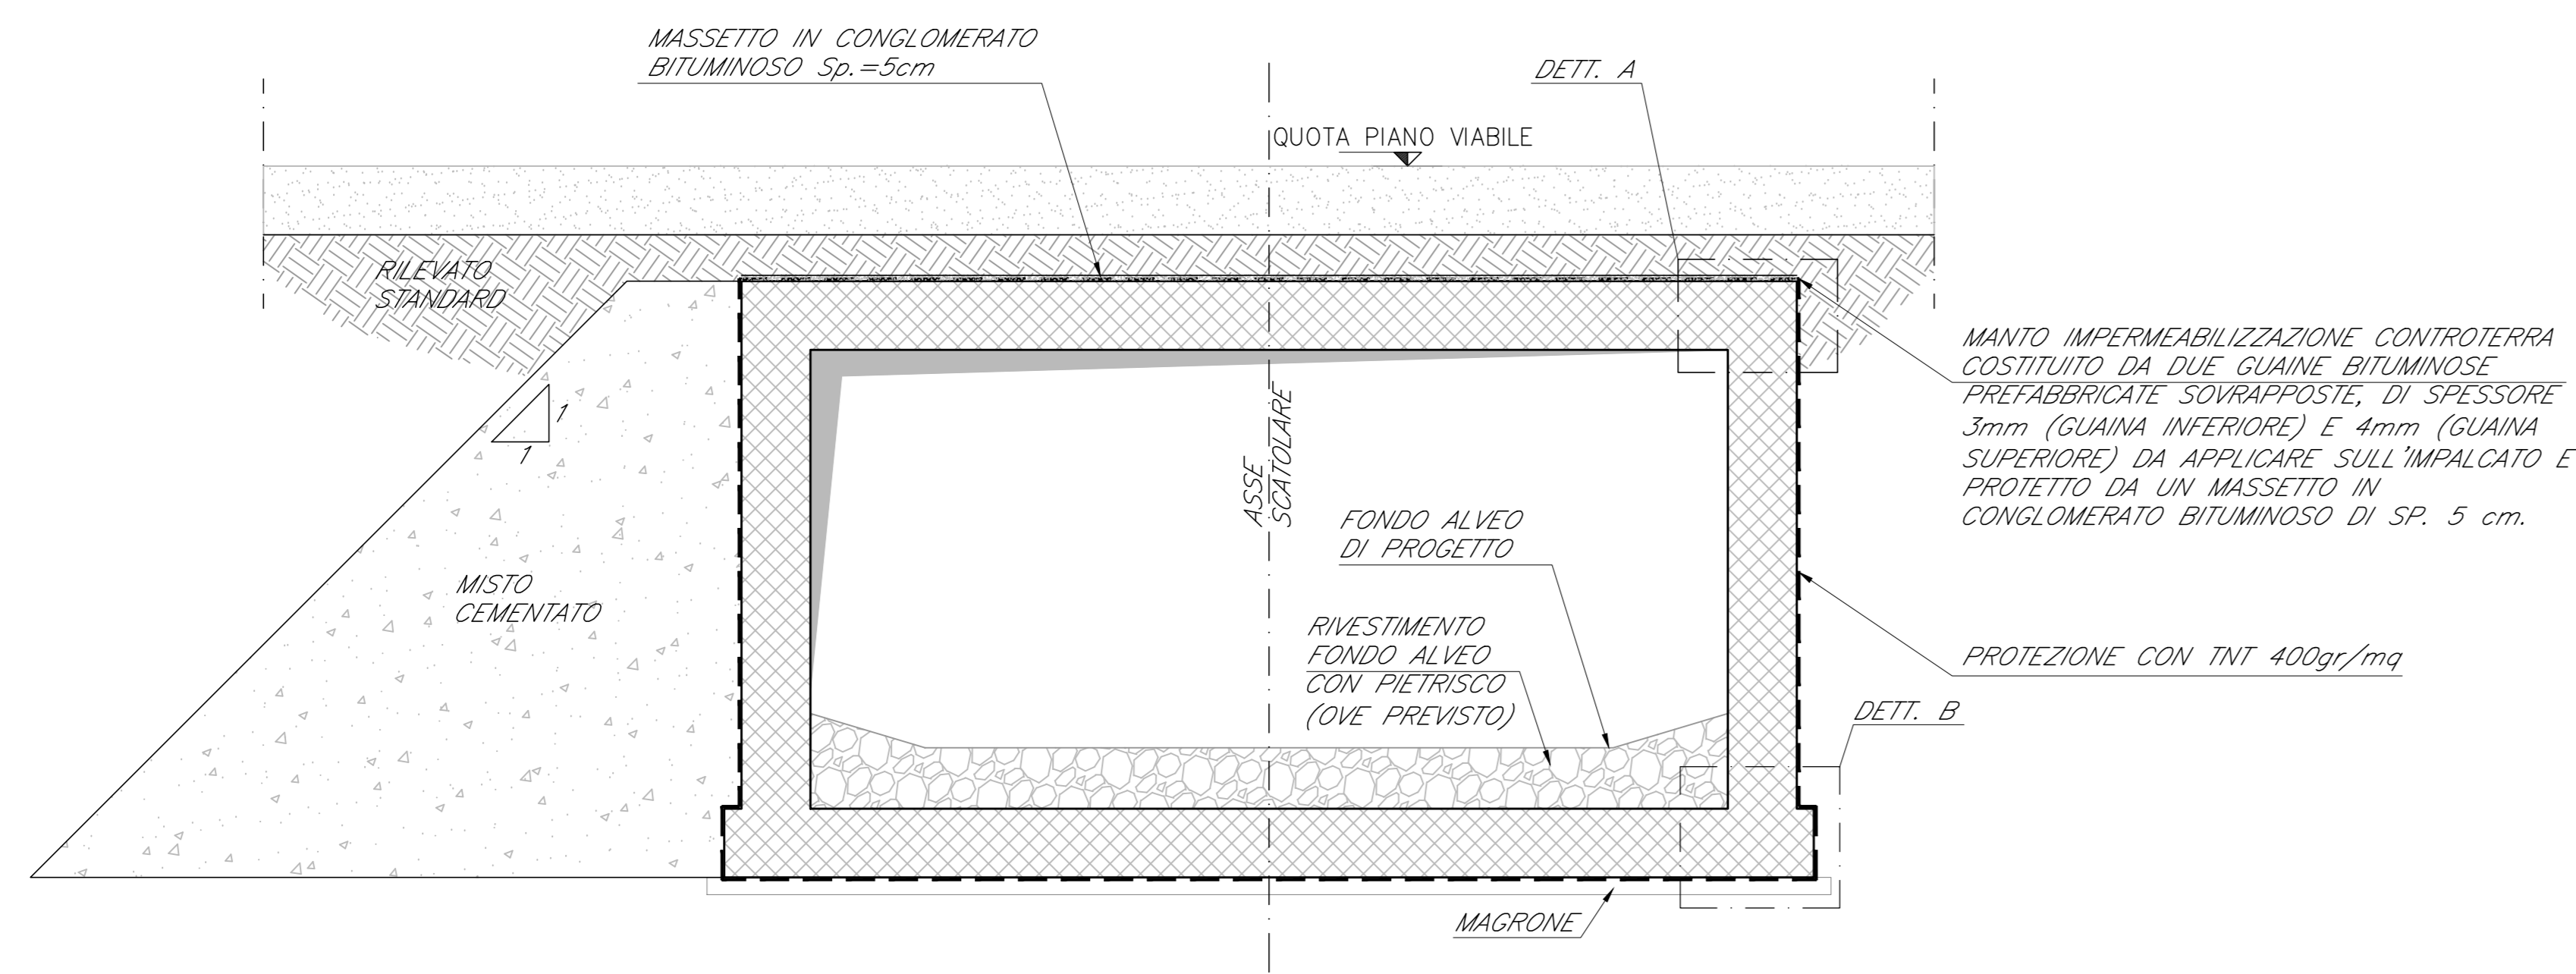 MASSETTO IN CONGLOMERATO
BITUMINOSO Sp.=5cm
DETT. A
QUOTA PIANO VIABILE
RILEVATO
STANDARD
MANTO IMPERMEABILIZZAZIONE CONTROTERRA
COSTITUITO DA DUE GUAINE BITUMINOSE
PREFABBRICATE SOVRAPPOSTE, DI SPESSORE
3mm (GUAINA INFERIORE) E 4mm (GUAINA
SUPERIORE) DA APPLICARE SULL'IMPALCATO E
PROTETTO DA UN MASSETTO IN
CONGLOMERATO BITUMINOSO DI SP. 5 cm.
1
1
ASSE
SCATOLARE
FONDO ALVEO
DI PROGETTO
MISTO
CEMENTATO
RIVESTIMENTO
FONDO ALVEO
CON PIETRISCO
(OVE PREVISTO)
PROTEZIONE CON TNT 400gr/mq
DETT. B
MAGRONE